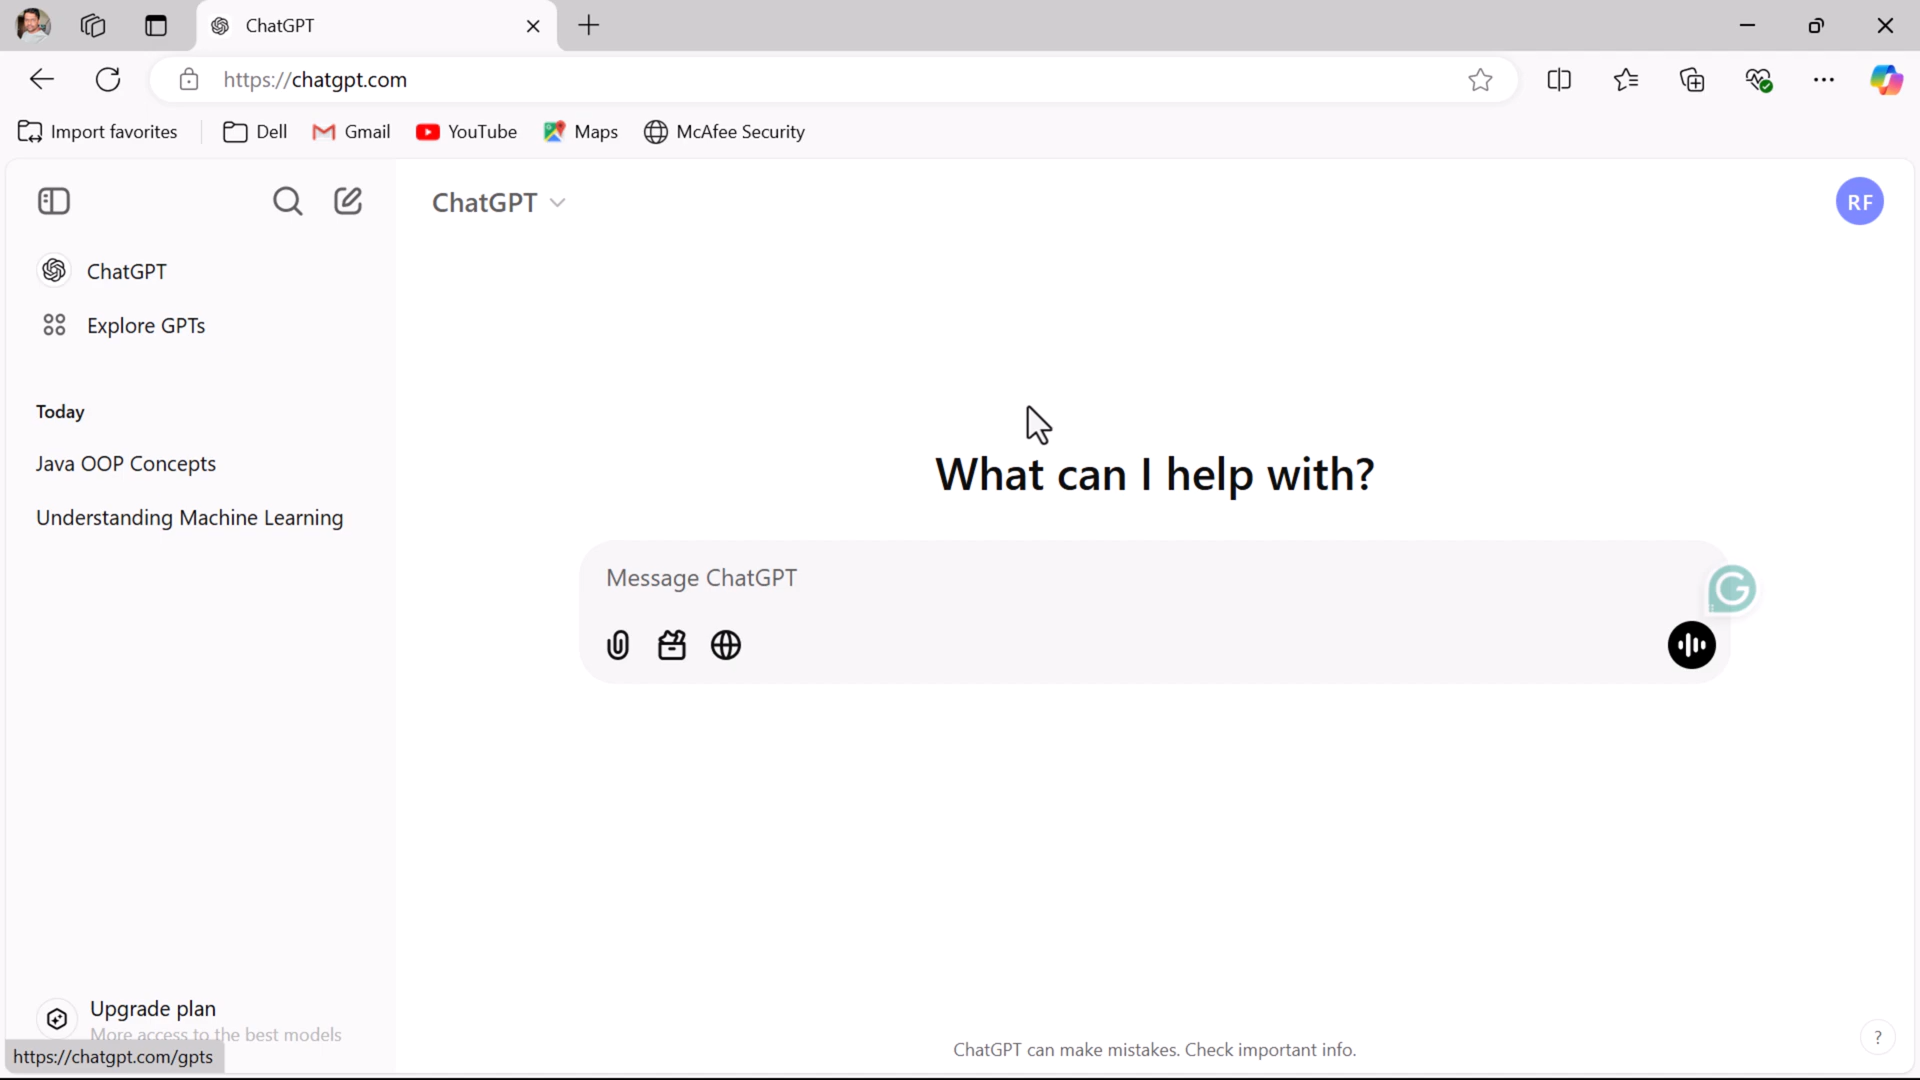 ChatGPT
https://chatgpt.com
Import favorites
Dell
Gmail
YouTube
Maps
McAfee Security
ChatGPT
RF
ChatGPT
Explore GPTs
Today
Java OOP Concepts
Understanding Machine Learning
What can I help with?
Message ChatGPT
G
Upgrade plan
More access to the best models
https://chatgpt.com/gpts
ChatGPT can make mistakes. Check important info.
?